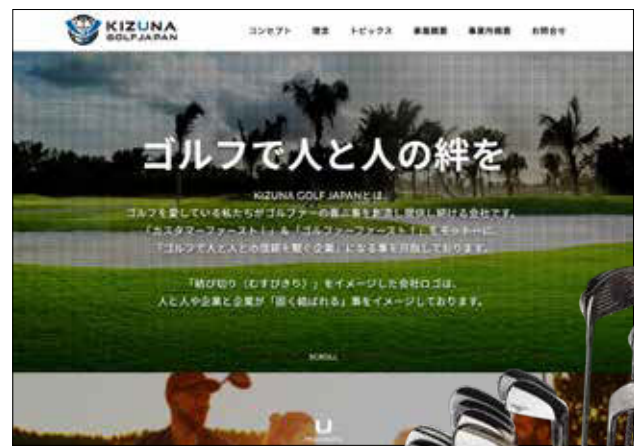 KIZUNA
GOLFJAPAN
コンセプト 理念 トピックス 事業内容 お問合せ
ゴルフで人と人の絆を
KIZUNA GOLF JAPANとは、
ゴルフを愛している私たちがゴルファーの喜ぶ事を創造し提供し続ける会社です。
「カスタマーファースト！」＆「ゴルファーファースト！」をモットーに、
「ゴルフで人と人との信頼を繋ぐ企業」になる事を目指しております。
「結び切り（むすびきり）」をイメージした会社ロゴは、
人と人や企業と企業が「固く結ばれる」事をイメージしております。
SCROLL
U